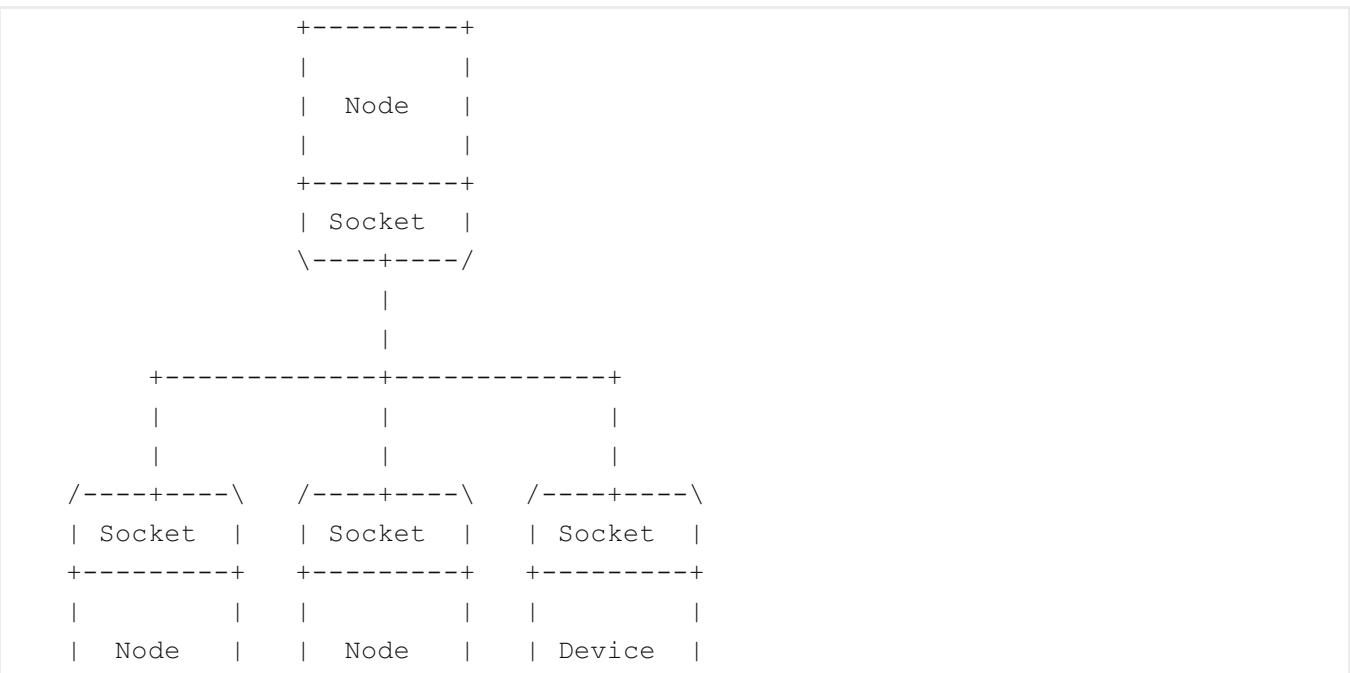 +---------+
                   |         |
                   |  Node   |
                   |         |
                   +---------+
                   | Socket  |
                   \----+----/
                        |
                        |
          +-------------+-------------+
          |             |             |
          |             |             |
     /----+----\   /----+----\   /----+----\
     | Socket  |   | Socket  |   | Socket  |
     +---------+   +---------+   +---------+
     |         |   |         |   |         |
     |  Node   |   |  Node   |   | Device  |